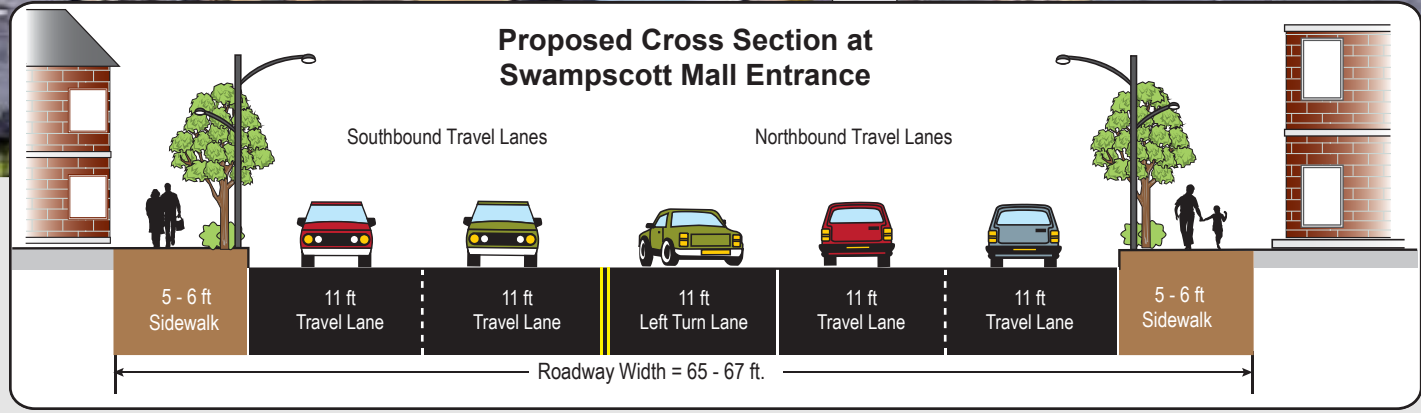 Proposed Cross Section at
Swampscott Mall Entrance
Southbound Travel Lanes
Northbound Travel Lanes
5 - 6 ft
Sidewalk
11 ft
Travel Lane
11 ft
Travel Lane
11 ft
Left Turn Lane
11 ft
Travel Lane
11 ft
Travel Lane
5 - 6 ft
Sidewalk
Roadway Width = 65 - 67 ft.